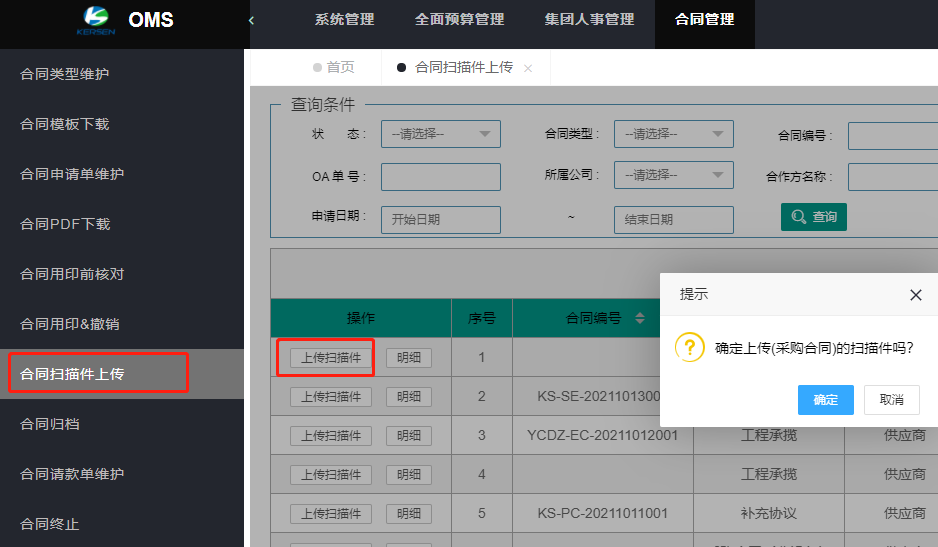 KERSEN
OMS
系统管理 全面预算管理 集团人事管理 合同管理
首页 合同扫描件上传
合同类型维护
合同模板下载
合同申请单维护
合同PDF下载
合同用印前核对
合同用印&撤销
合同扫描件上传
合同归档
合同请款单维护
合同终止
查询条件
状 态： --请选择-- 合同类型： --请选择-- 合同编号：
OA单号： 所属公司： --请选择-- 合作方名称：
申请日期： 开始日期 ~ 结束日期 查询
操作 序号 合同编号
上传扫描件 明细 1
上传扫描件 明细 2 KS-SE-2021101300
上传扫描件 明细 3 YCDZ-EC-20211012001 工程承揽 供应商
上传扫描件 明细 4 工程承揽 供应商
上传扫描件 明细 5 KS-PC-20211011001 补充协议 供应商
提示
确定上传(采购合同)的扫描件吗？
确定 取消